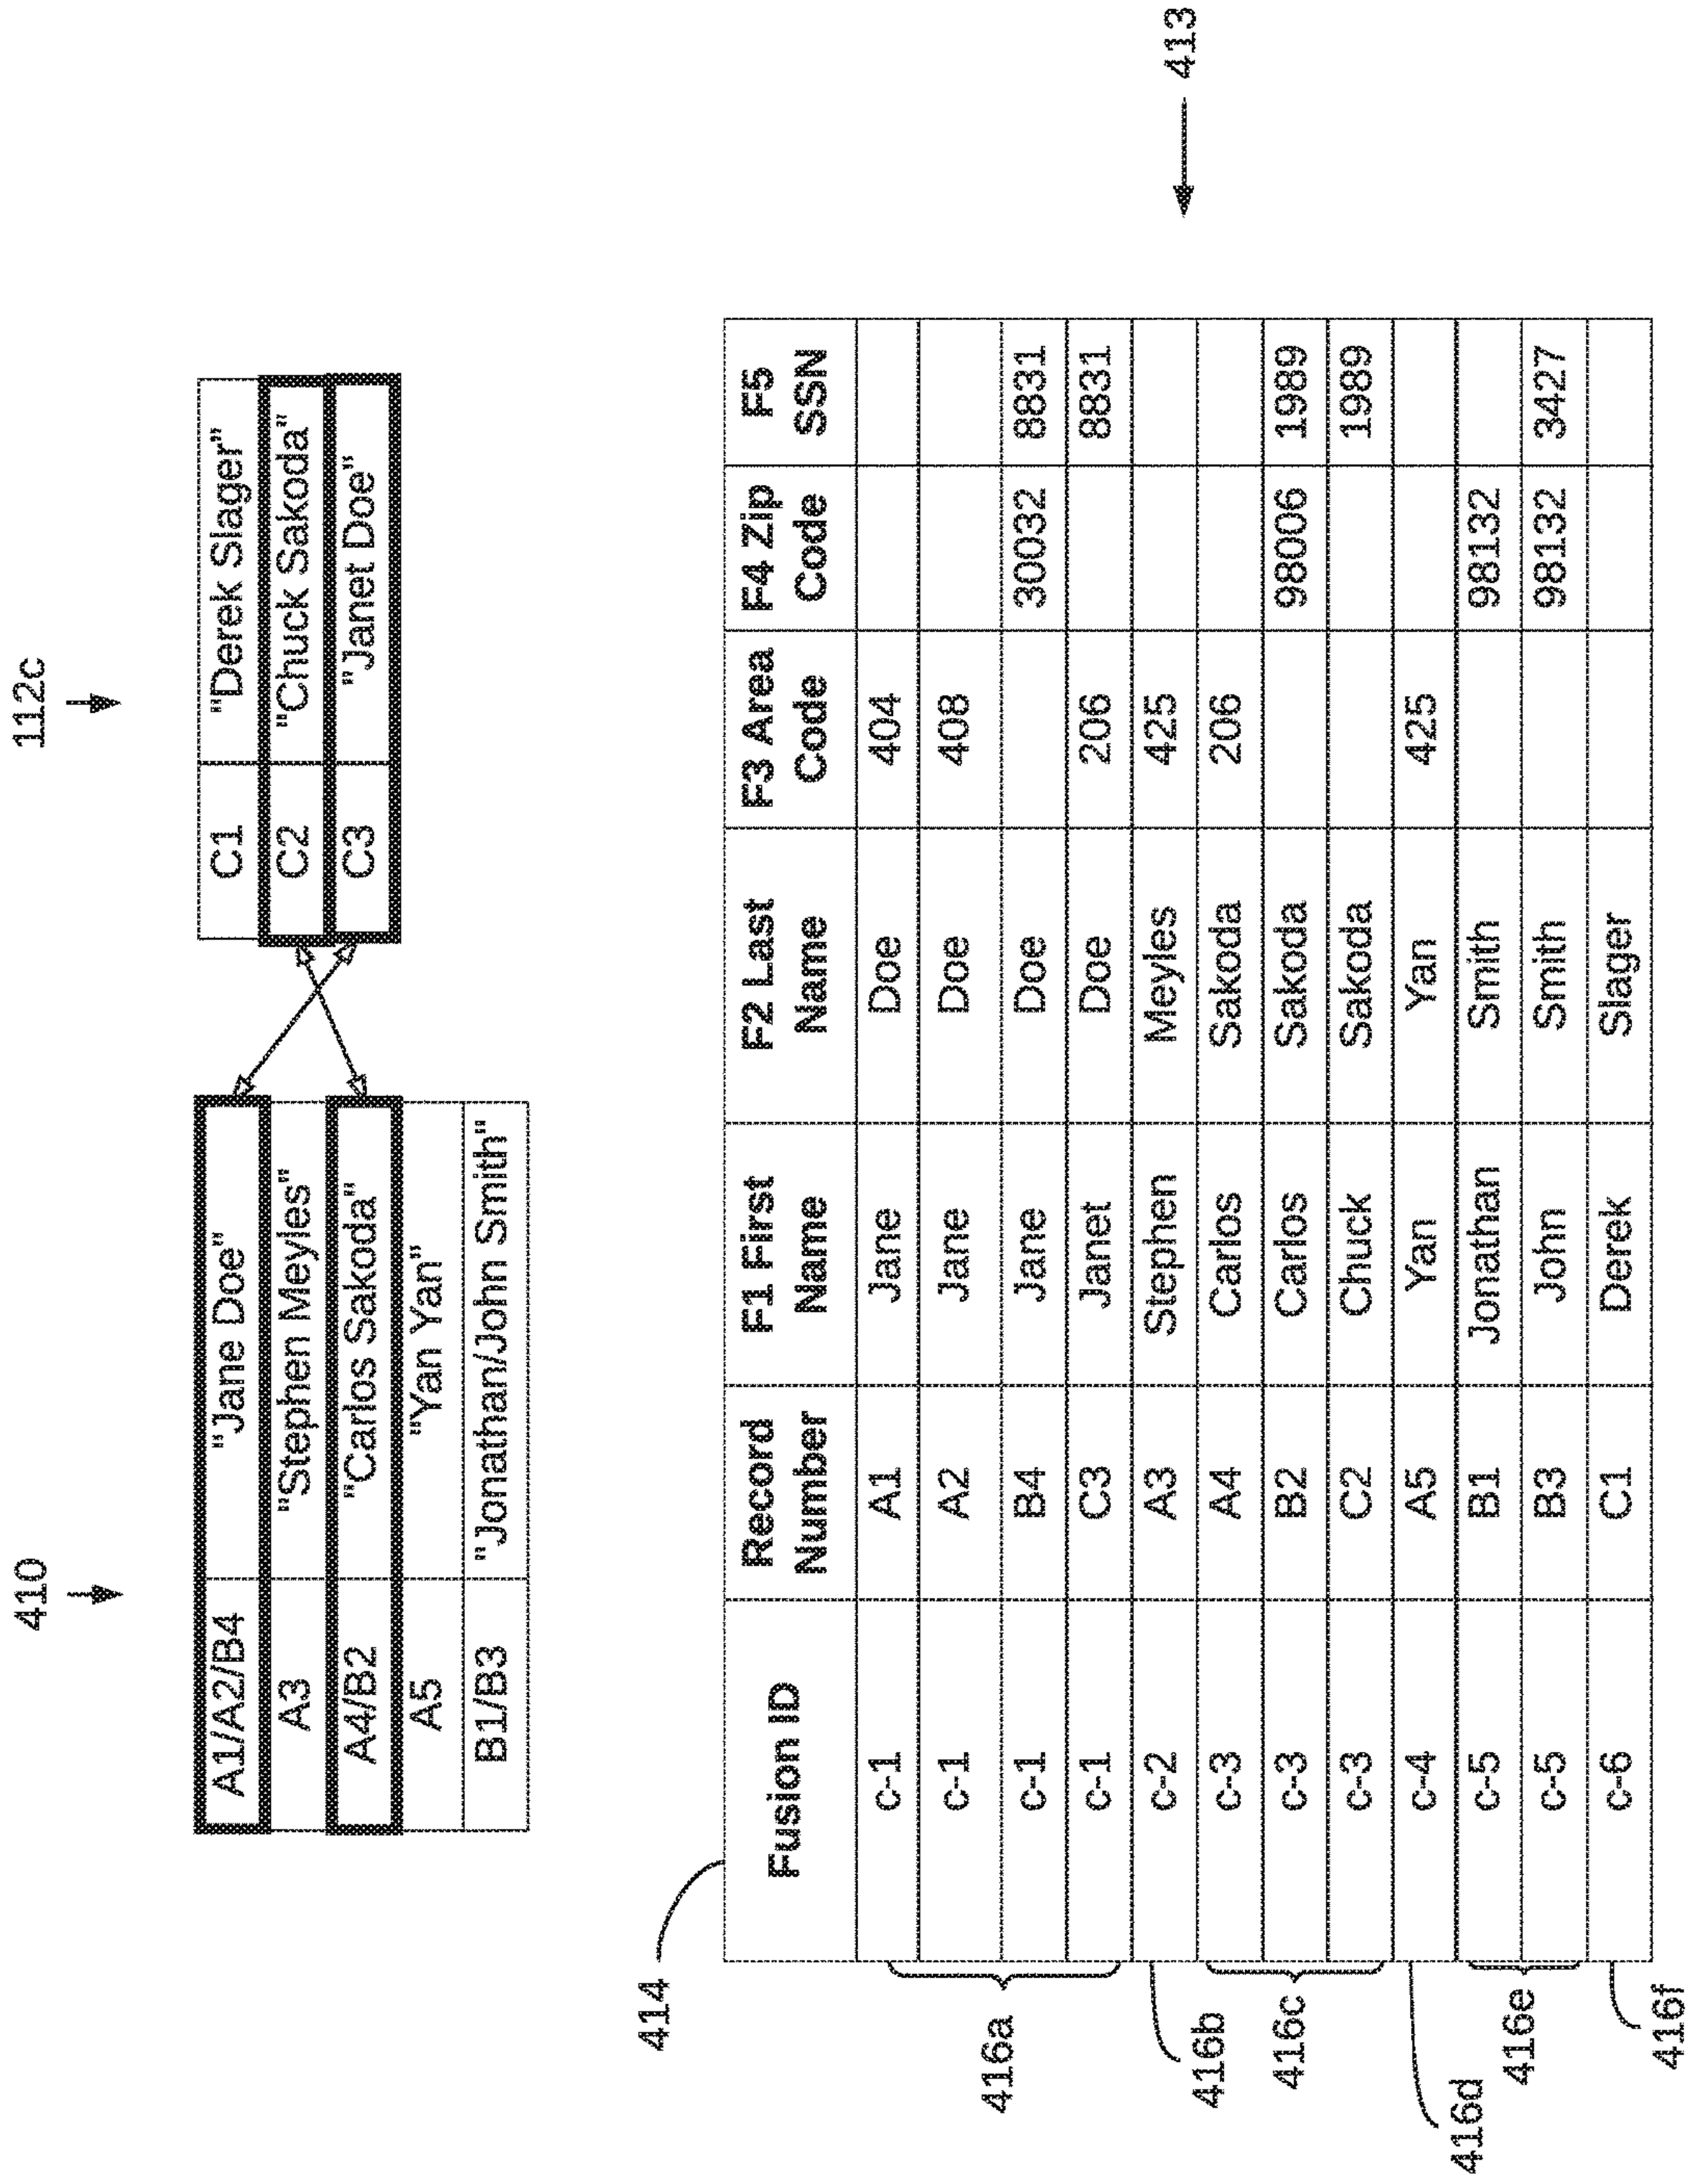 410
112c
A1/A2/B4 "Jane Doe"
A3 "Stephen Meyles"
A4/B2 "Carlos Sakoda"
A5 "Yan Yan"
B1/B3 "Jonathan/John Smith"
C1 "Derek Slager"
C2 "Chuck Sakoda"
C3 "Janet Doe"
414
Fusion ID Record Number F1 First Name F2 Last Name F3 Area Code F4 Zip Code F5 SSN
c-1 A1 Jane Doe 404
c-1 A2 Jane Doe 408
c-1 B4 Jane Doe 30032 8831
c-1 C3 Janet Doe 206 8831
c-2 A3 Stephen Meyles 425
c-3 A4 Carlos Sakoda 206
c-3 B2 Carlos Sakoda 98006 1989
c-3 C2 Chuck Sakoda 1989
c-4 A5 Yan Yan 425
c-5 B1 Jonathan Smith 98132
c-5 B3 John Smith 98132 3427
c-6 C1 Derek Slager
416a
416b
416c
416d
416e
416f
413